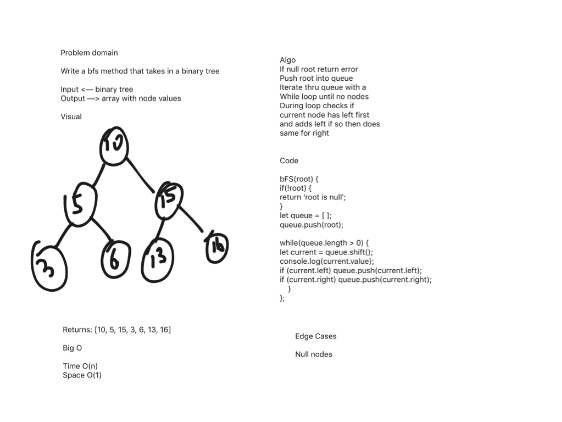 Problem domain
Write a bfs method that takes in a binary tree
Input <— binary tree
Output —> array with node values
Visual
10
5
15
3
6
13
16
Returns: [10, 5, 15, 3, 6, 13, 16]
Big O
Time O(n)
Space O(1)
Algo
If null root return error
Push root into queue
Iterate thru queue with a
While loop until no nodes
During loop checks if
current node has left first
and adds left if so then does
same for right
Code
bFS(root) {
if(!root) {
return 'root is null';
}
let queue = [ ];
queue.push(root);
while(queue.length > 0) {
let current = queue.shift();
console.log(current.value);
if (current.left) queue.push(current.left);
if (current.right) queue.push(current.right);
}
};
Edge Cases
Null nodes